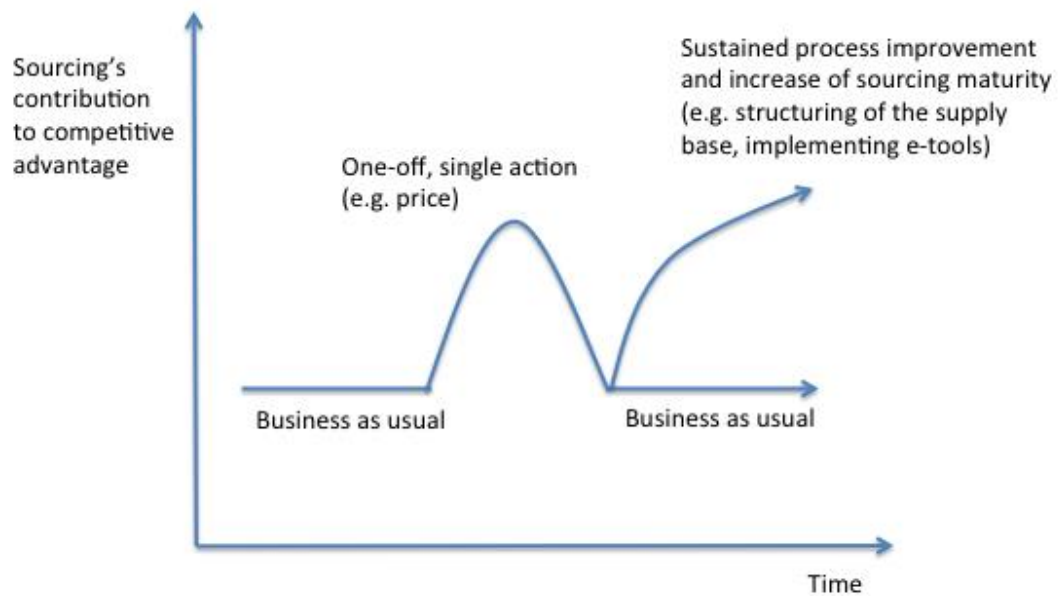 Sourcing's
contribution
to competitive
advantage
One-off, single action
(e.g. price)
Sustained process improvement
and increase of sourcing maturity
(e.g. structuring of the supply
base, implementing e-tools)
Business as usual
Business as usual
Time